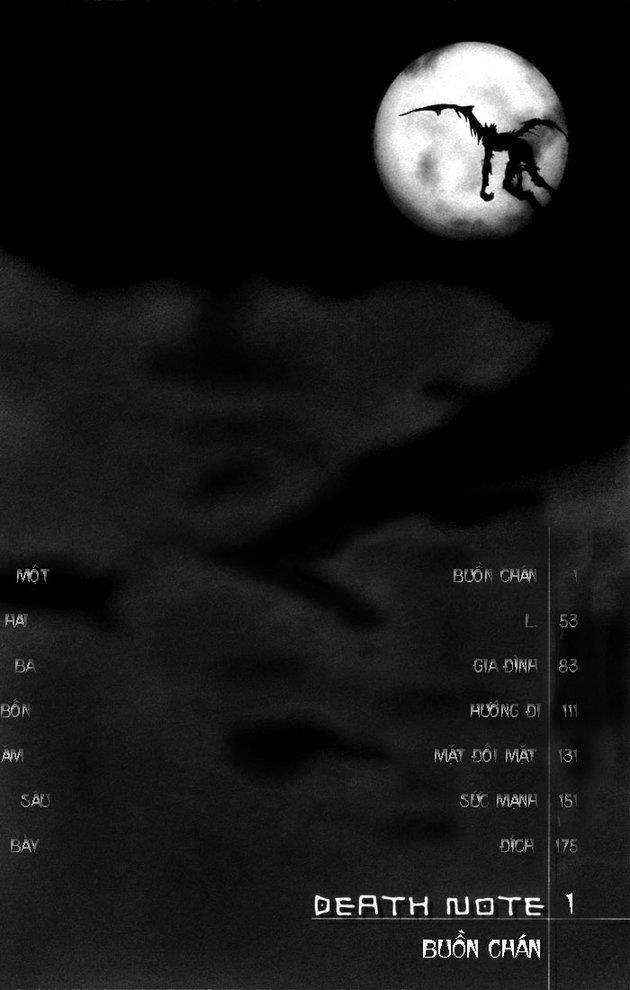 MỘT BUỒN CHÁN 1
HAI L 53
BA GIA ĐÌNH 83
BỐN HƯỚNG ĐI 111
ĂM MẶT ĐỐI MẶT 131
SÁU SỨC MẠNH 151
BẢY ĐÍCH 175
DEATH NOTE 1
BUỒN CHÁN